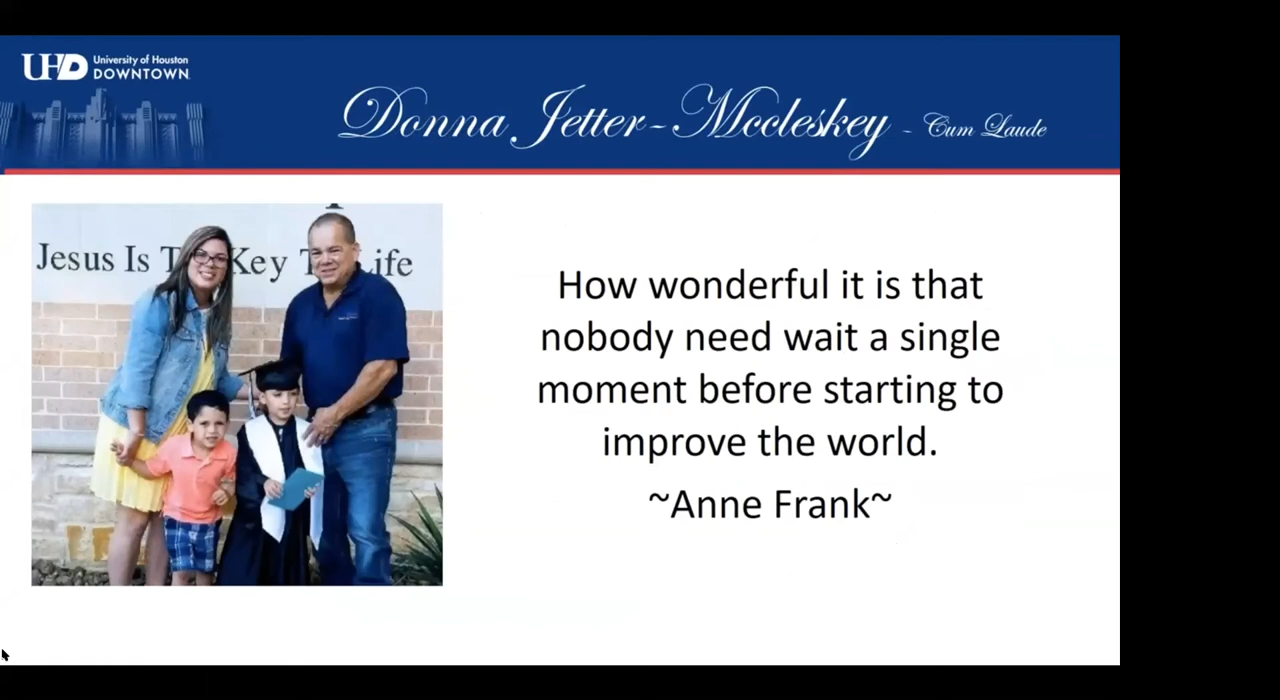 UHD University of Houston
DOWNTOWN
Donna Jetter-Mccleskey - Cum Laude
Jesus Is T Key T Life
How wonderful it is that
nobody need wait a single
moment before starting to
improve the world.
~Anne Frank~